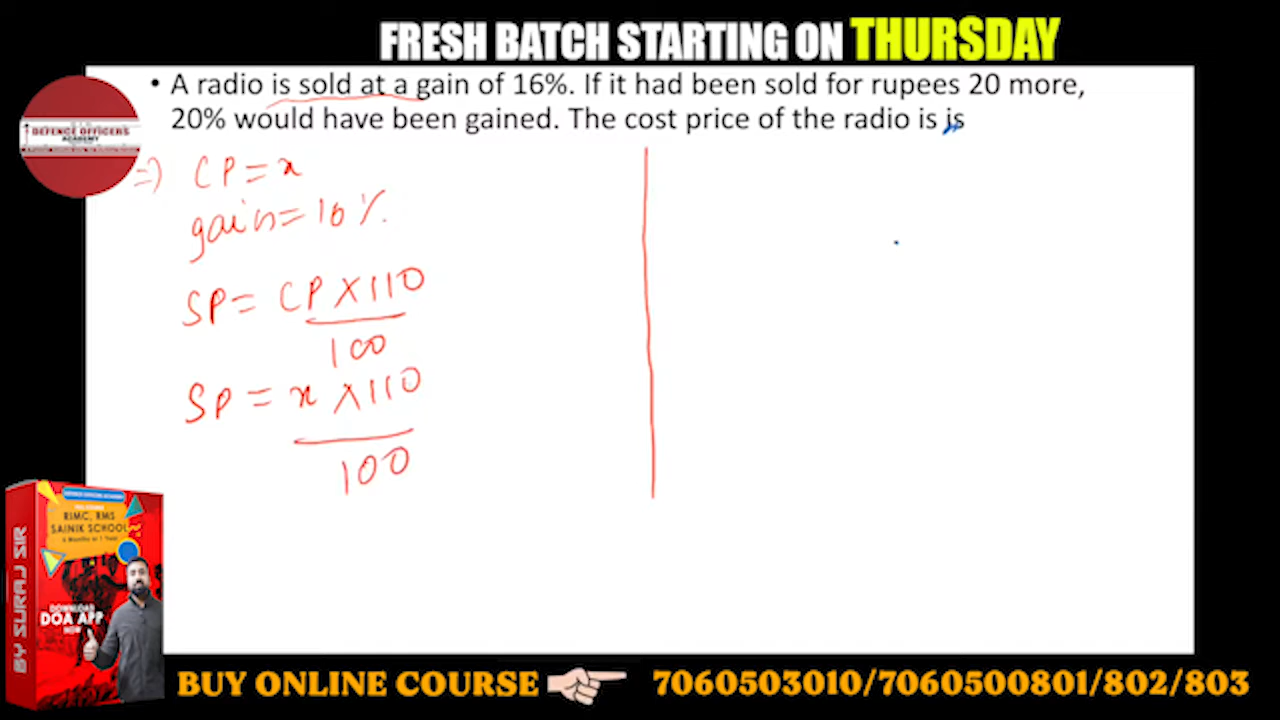 FRESH BATCH STARTING ON THURSDAY
• A radio is sold at a gain of 16%. If it had been sold for rupees 20 more,
20% would have been gained. The cost price of the radio is is
DEFENCE OFFICERS
ACADEMY
=) CP = x
gain = 10%
SP = CP X 110
100
SP = x X 110
100
DEFENCE OFFICERS ACADEMY
RIMC, RMS
SAINIK SCHOOL
DOWNLOAD
DOA APP
NOW
BY SURAJ SIR
BUY ONLINE COURSE 7060503010/7060500801/802/803